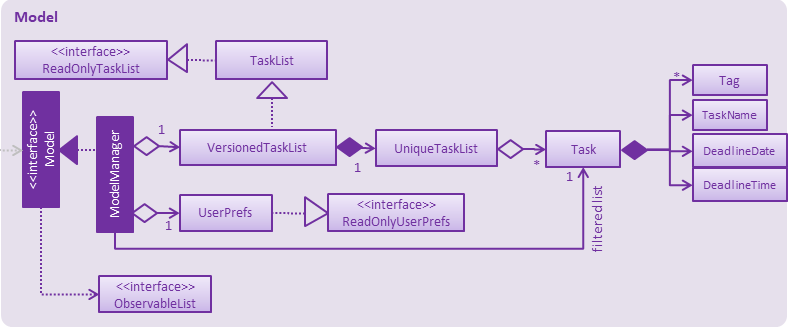 Model
<<interface>>
ReadOnlyTaskList
TaskList
<<interface>>
Model
ModelManager
1
VersionedTaskList
1
UniqueTaskList
*
Task
1
*
Tag
TaskName
DeadlineDate
DeadlineTime
1
UserPrefs
<<interface>>
ReadOnlyUserPrefs
filtered list
<<interface>>
ObservableList